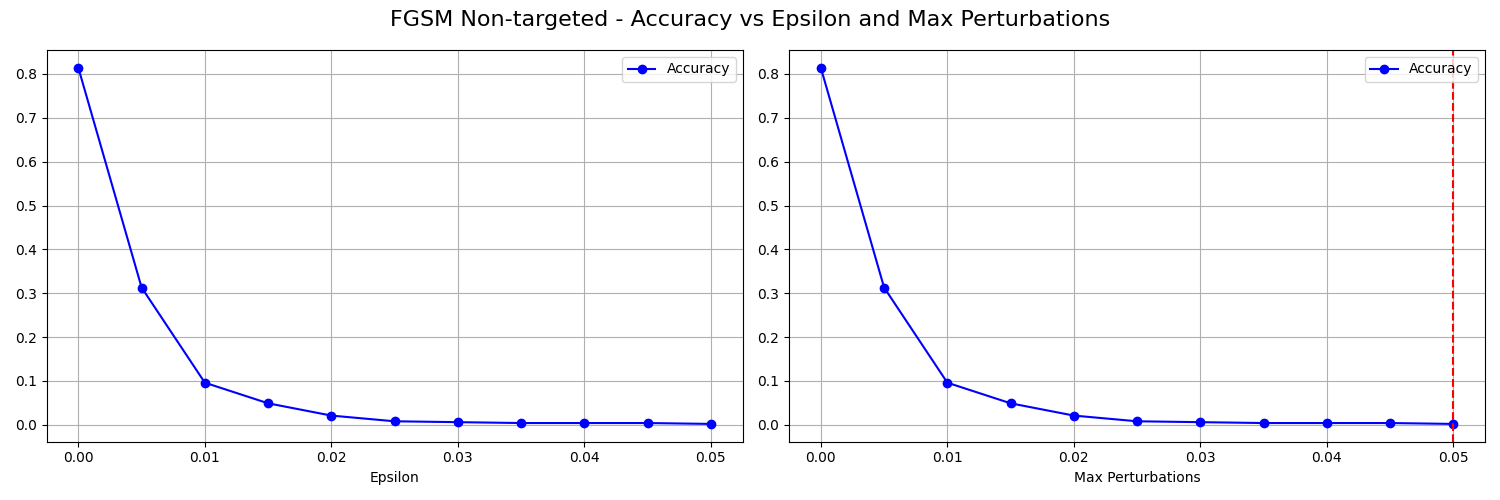 FGSM Non-targeted - Accuracy vs Epsilon and Max Perturbations
Accuracy
0.8
0.7
0.6
0.5
0.4
0.3
0.2
0.1
0.0
0.00 0.01 0.02 0.03 0.04 0.05
Epsilon
Accuracy
0.8
0.7
0.6
0.5
0.4
0.3
0.2
0.1
0.0
0.00 0.01 0.02 0.03 0.04 0.05
Max Perturbations